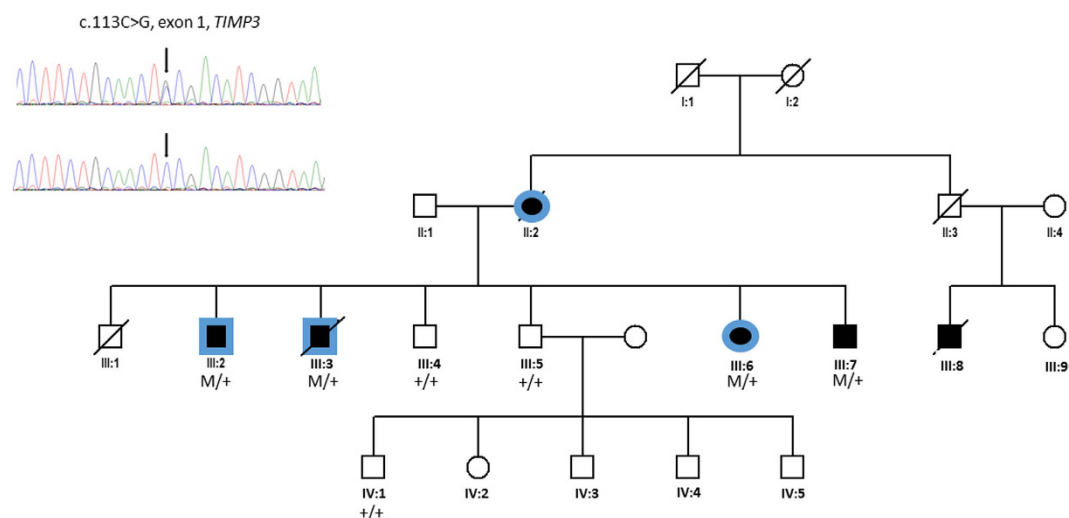 c.113C>G, exon 1, TIMP3
I:1 I:2
II:1 II:2 II:3 II:4
III:1 III:2 III:3 III:4 III:5 III:6 III:7 III:8 III:9
M/+ M/+ +/+ +/+ M/+ M/+
IV:1 IV:2 IV:3 IV:4 IV:5
+/+